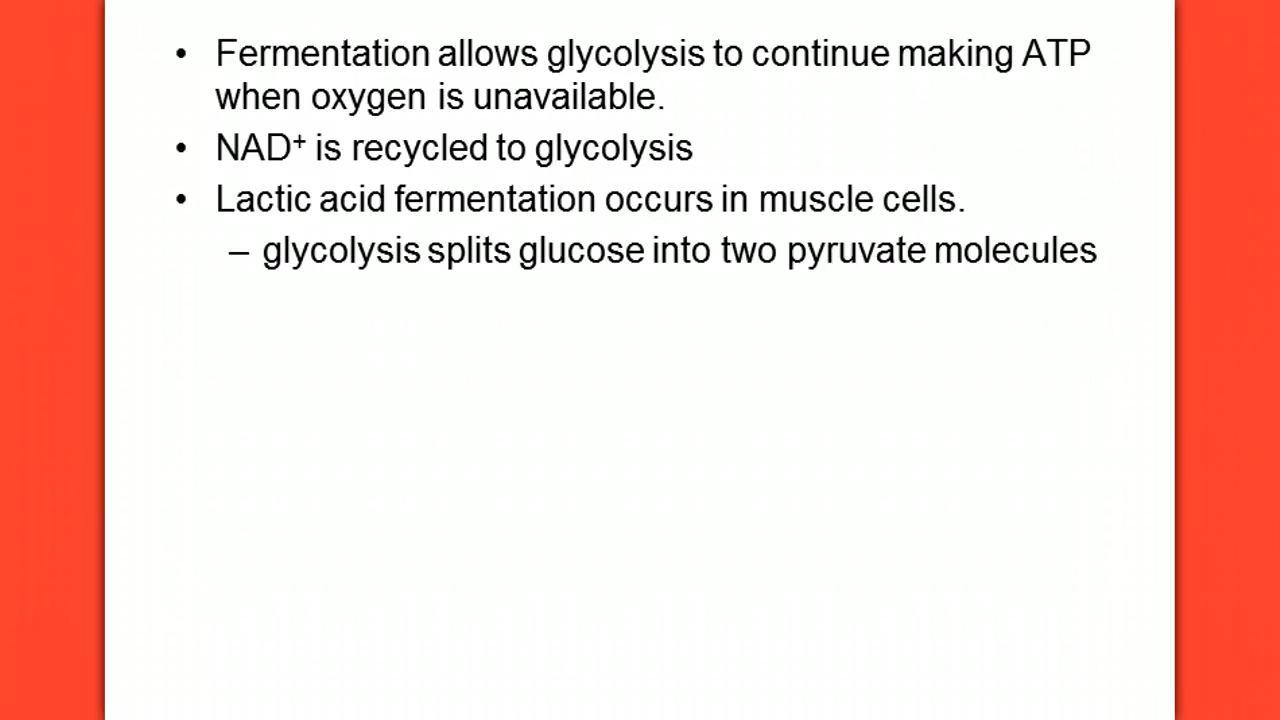 • Fermentation allows glycolysis to continue making ATP
when oxygen is unavailable.
• NAD⁺ is recycled to glycolysis
• Lactic acid fermentation occurs in muscle cells.
– glycolysis splits glucose into two pyruvate molecules